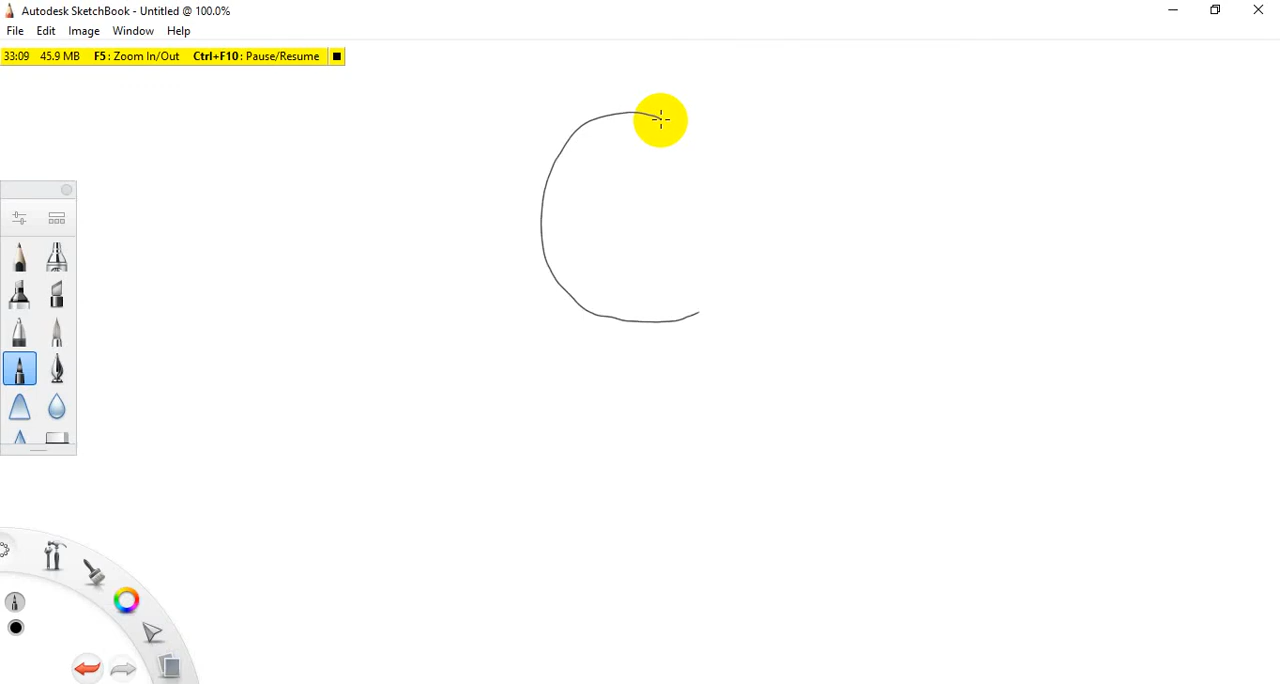 Autodesk SketchBook - Untitled @ 100.0%
File Edit Image Window Help
33:09 45.9 MB F5: Zoom In/Out Ctrl+F10: Pause/Resume